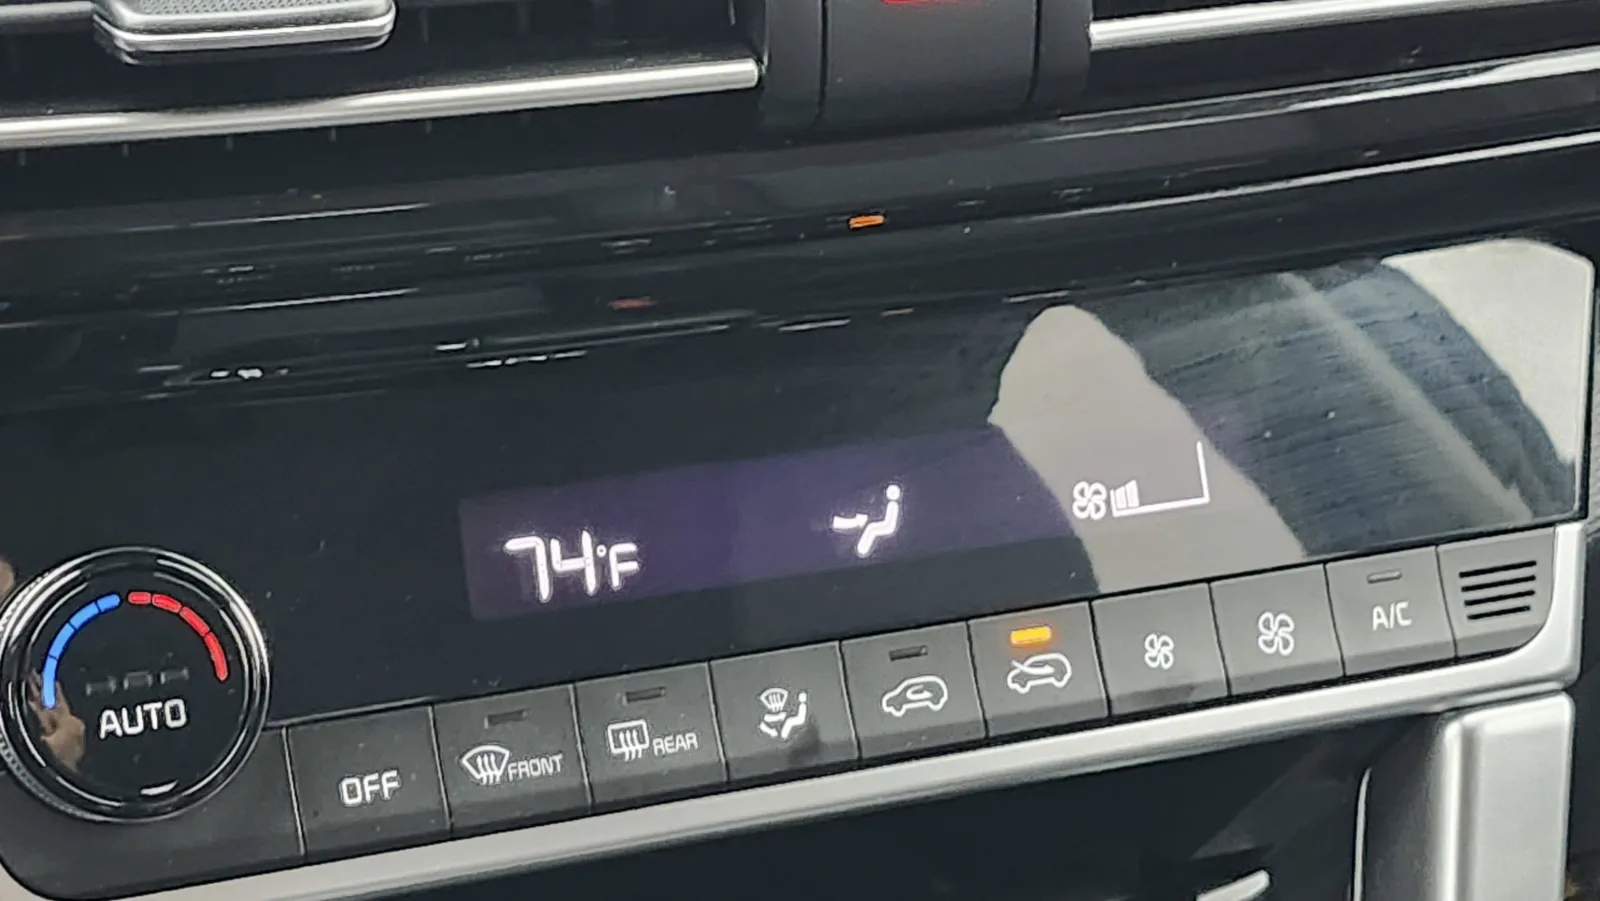 74°F
AUTO
OFF
FRONT
REAR
A/C